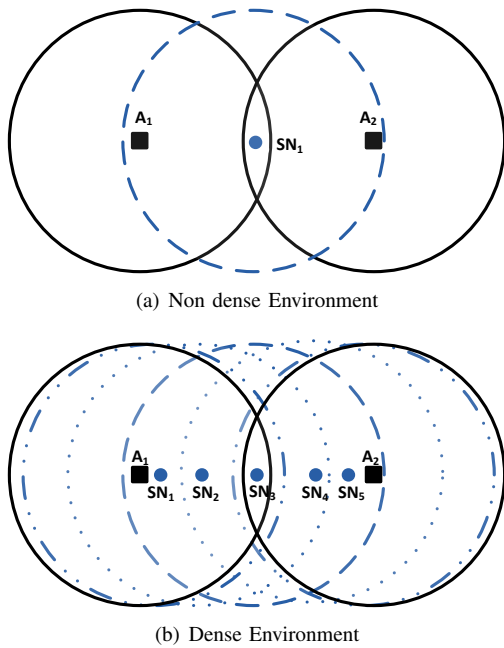 A1
A2
SN1
(a) Non dense Environment
A1
A2
SN1
SN2
SN3
SN4
SN5
(b) Dense Environment